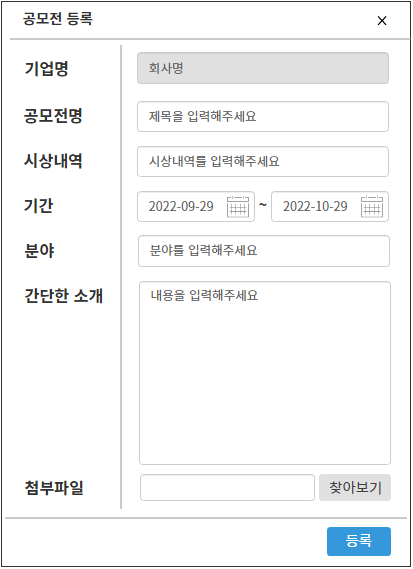 공모전 등록 ×
기업명 회사명
공모전명 제목을 입력해주세요
시상내역 시상내역를 입력해주세요
기간 2022-09-29 ~ 2022-10-29
분야 분야를 입력해주세요
간단한 소개 내용을 입력해주세요
첨부파일 찾아보기
등록